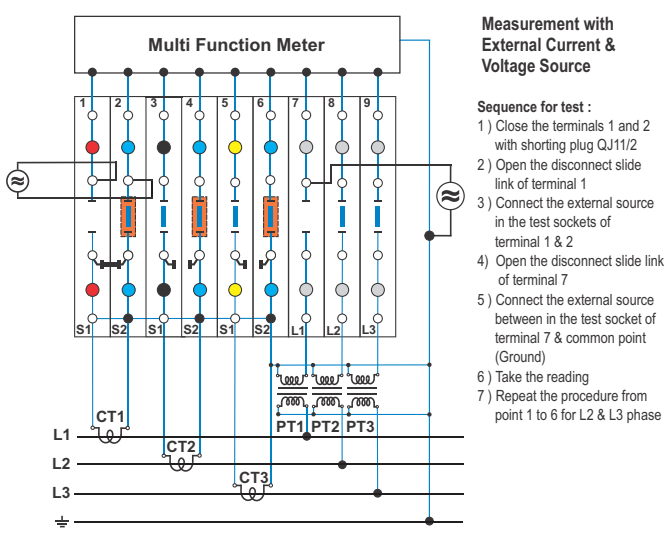 Multi Function Meter
Measurement with
External Current &
Voltage Source
Sequence for test :
1 ) Close the terminals 1 and 2
with shorting plug QJ11/2
2 ) Open the disconnect slide
link of terminal 1
3 ) Connect the external source
in the test sockets of
terminal 1 & 2
4) Open the disconnect slide link
of terminal 7
5 ) Connect the external source
between in the test socket of
terminal 7 & common point
(Ground)
6 ) Take the reading
7 ) Repeat the procedure from
point 1 to 6 for L2 & L3 phase
1 2 3 4 5 6 7 8 9
S1 S2 S1 S2 S1 S2 L1 L2 L3
PT1 PT2 PT3
CT1
L1
CT2
L2
CT3
L3